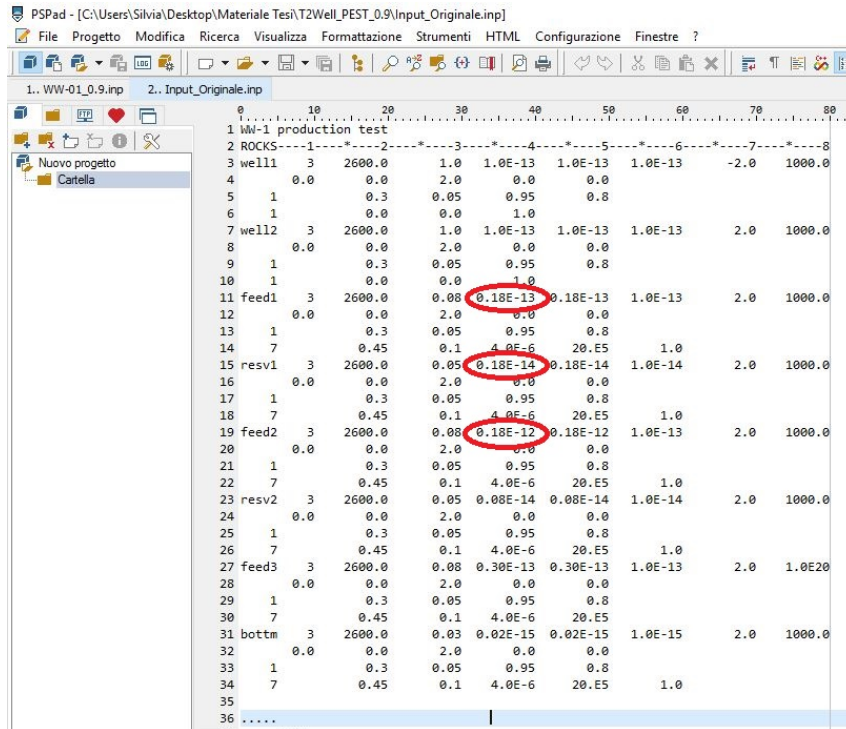 PSPad - [C:\Users\Silvia\Desktop\Materiale Tesi\T2Well_PEST_0.9\Input_Originale.inp]
File Progetto Modifica Ricerca Visualizza Formattazione Strumenti HTML Configurazione Finestre ?
LOG
1.. WW-01_0.9.inp 2.. Input_Originale.inp
FTP
Nuovo progetto
Cartella
0 10 20 30 40 50 60 70 80
1 WW-1 production test
2 ROCKS----1----*----2----*----3----*----4----*----5----*----6----*----7----*----8
3 well1 3 2600.0 1.0 1.0E-13 1.0E-13 1.0E-13 -2.0 1000.0
4 0.0 0.0 2.0 0.0 0.0
5 1 0.3 0.05 0.95 0.8
6 1 0.0 0.0 1.0
7 well2 3 2600.0 1.0 1.0E-13 1.0E-13 1.0E-13 2.0 1000.0
8 0.0 0.0 2.0 0.0 0.0
9 1 0.3 0.05 0.95 0.8
10 1 0.0 0.0 1.0
11 feed1 3 2600.0 0.08 0.18E-13 0.18E-13 1.0E-13 2.0 1000.0
12 0.0 0.0 2.0 0.0 0.0
13 1 0.3 0.05 0.95 0.8
14 7 0.45 0.1 4.0E-6 20.E5 1.0
15 resv1 3 2600.0 0.05 0.18E-14 0.18E-14 1.0E-14 2.0 1000.0
16 0.0 0.0 2.0 0.0 0.0
17 1 0.3 0.05 0.95 0.8
18 7 0.45 0.1 4.0E-6 20.E5 1.0
19 feed2 3 2600.0 0.08 0.18E-12 0.18E-12 1.0E-13 2.0 1000.0
20 0.0 0.0 2.0 0.0 0.0
21 1 0.3 0.05 0.95 0.8
22 7 0.45 0.1 4.0E-6 20.E5 1.0
23 resv2 3 2600.0 0.05 0.08E-14 0.08E-14 1.0E-14 2.0 1000.0
24 0.0 0.0 2.0 0.0 0.0
25 1 0.3 0.05 0.95 0.8
26 7 0.45 0.1 4.0E-6 20.E5 1.0
27 feed3 3 2600.0 0.08 0.30E-13 0.30E-13 1.0E-13 2.0 1.0E20
28 0.0 0.0 2.0 0.0 0.0
29 1 0.3 0.05 0.95 0.8
30 7 0.45 0.1 4.0E-6 20.E5
31 bottm 3 2600.0 0.03 0.02E-15 0.02E-15 1.0E-15 2.0 1000.0
32 0.0 0.0 2.0 0.0 0.0
33 1 0.3 0.05 0.95 0.8
34 7 0.45 0.1 4.0E-6 20.E5 1.0
35
36 .....